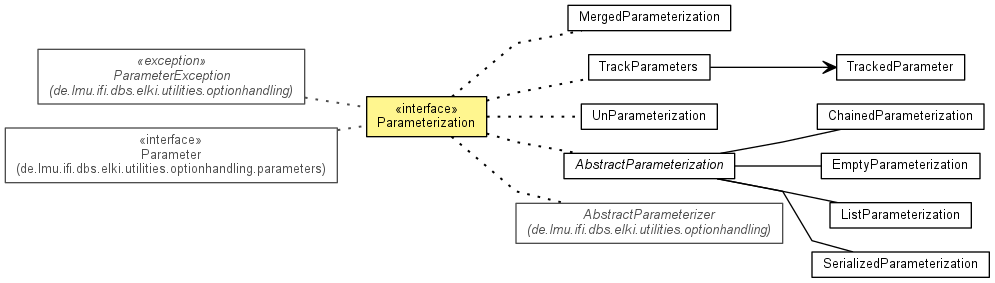 MergedParameterization
«exception»
ParameterException
(de.lmu.ifi.dbs.elki.utilities.optionhandling)
TrackParameters
TrackedParameter
«interface»
Parameterization
UnParameterization
ChainedParameterization
«interface»
Parameter
(de.lmu.ifi.dbs.elki.utilities.optionhandling.parameters)
AbstractParameterization
EmptyParameterization
AbstractParameterizer
(de.lmu.ifi.dbs.elki.utilities.optionhandling)
ListParameterization
SerializedParameterization